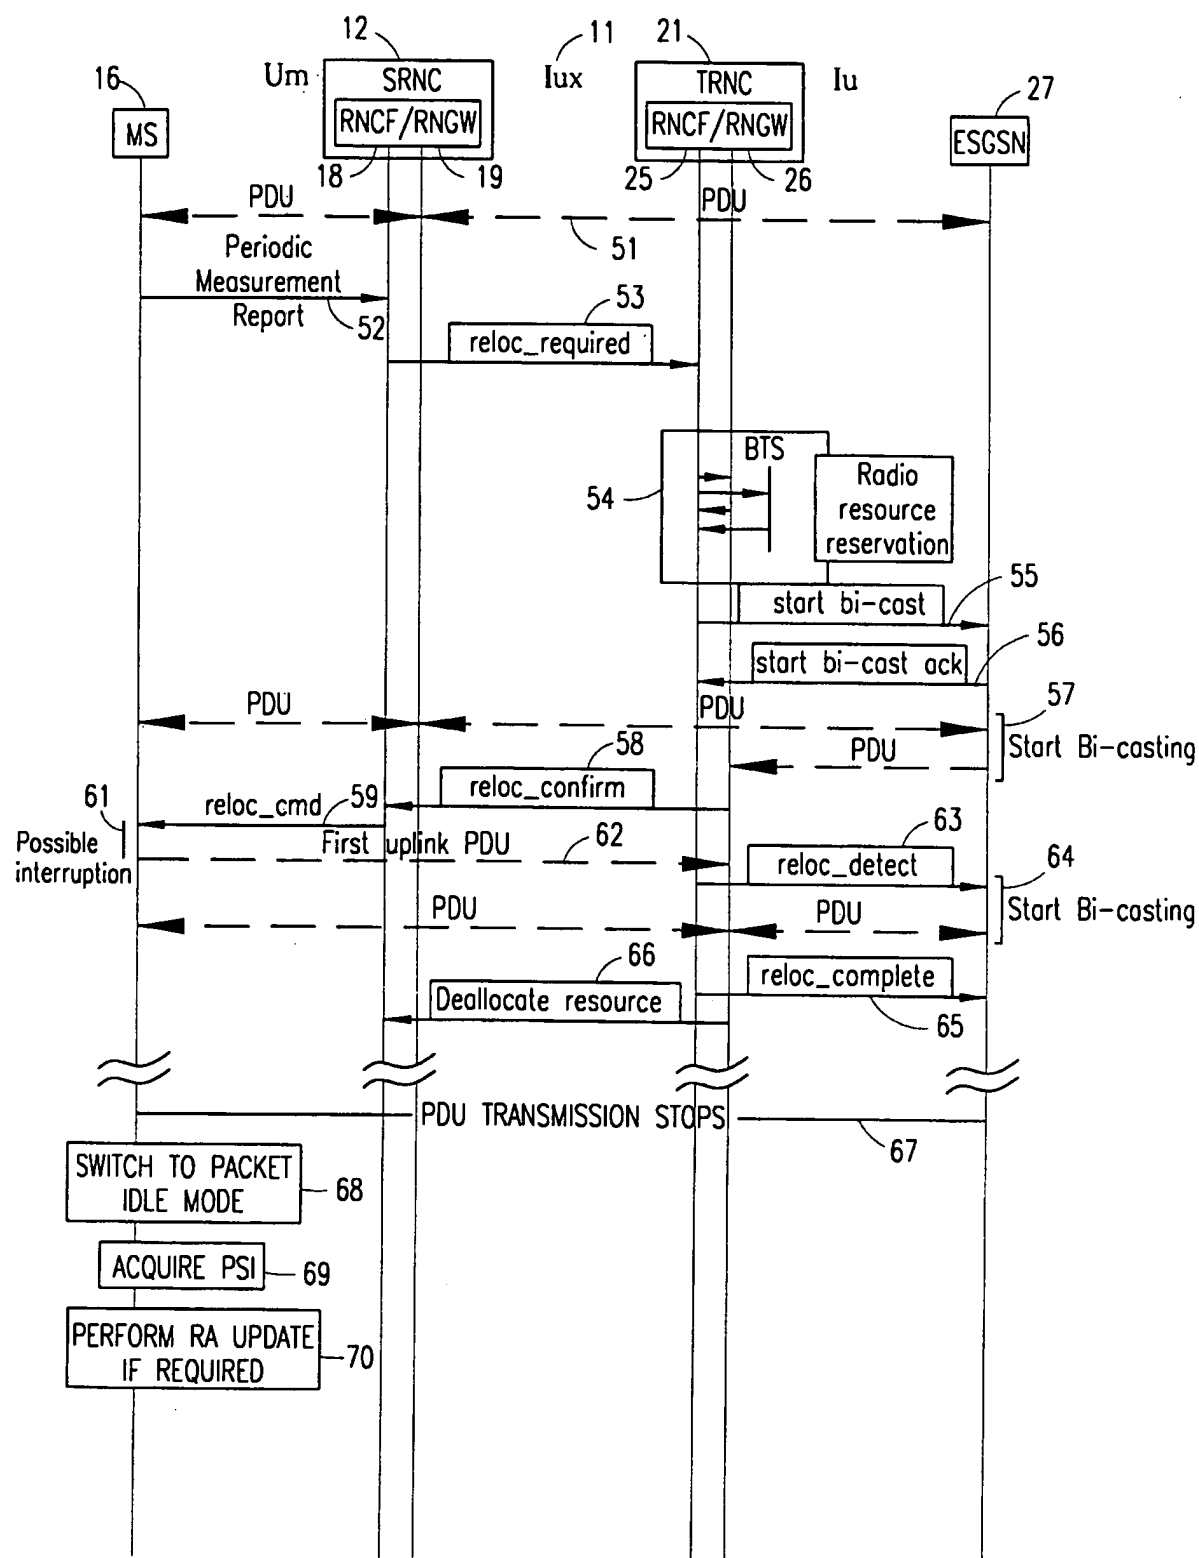 12
11
21
Um
SRNC
Iux
TRNC
Iu
16
27
MS
RNCF/RNGW
RNCF/RNGW
ESGSN
18
19
25
26
PDU
PDU
51
Periodic
Measurement
Report
52
53
reloc_required
BTS
54
Radio
resource
reservation
start bi-cast
55
start bi-cast ack
56
PDU
PDU
57
Start Bi-casting
PDU
58
reloc_confirm
61
reloc_cmd
59
Possible
interruption
First uplink PDU
62
63
reloc_detect
64
Start Bi-casting
PDU
PDU
66
Deallocate resource
reloc_complete
65
PDU TRANSMISSION STOPS
67
SWITCH TO PACKET
IDLE MODE
68
ACQUIRE PSI
69
PERFORM RA UPDATE
IF REQUIRED
70